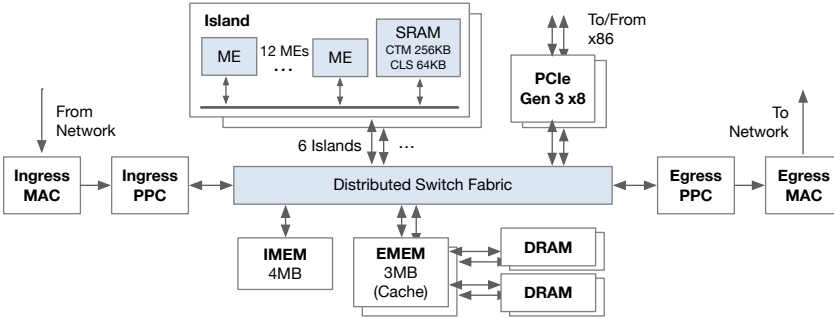 Island
ME
12 MEs
...
ME
SRAM
CTM 256KB
CLS 64KB
To/From
x86
PCIe
Gen 3 x8
From
Network
To
Network
6 Islands
...
Ingress
MAC
Ingress
PPC
Distributed Switch Fabric
Egress
PPC
Egress
MAC
IMEM
4MB
EMEM
3MB
(Cache)
DRAM
DRAM